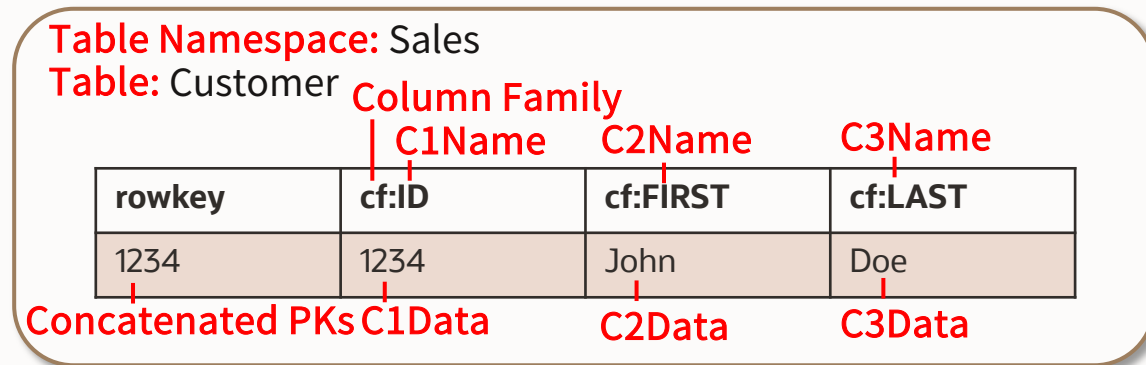 Table Namespace: Sales
Table: Customer
Column Family
C1Name C2Name C3Name
rowkey cf:ID cf:FIRST cf:LAST
1234 1234 John Doe
Concatenated PKs C1Data C2Data C3Data